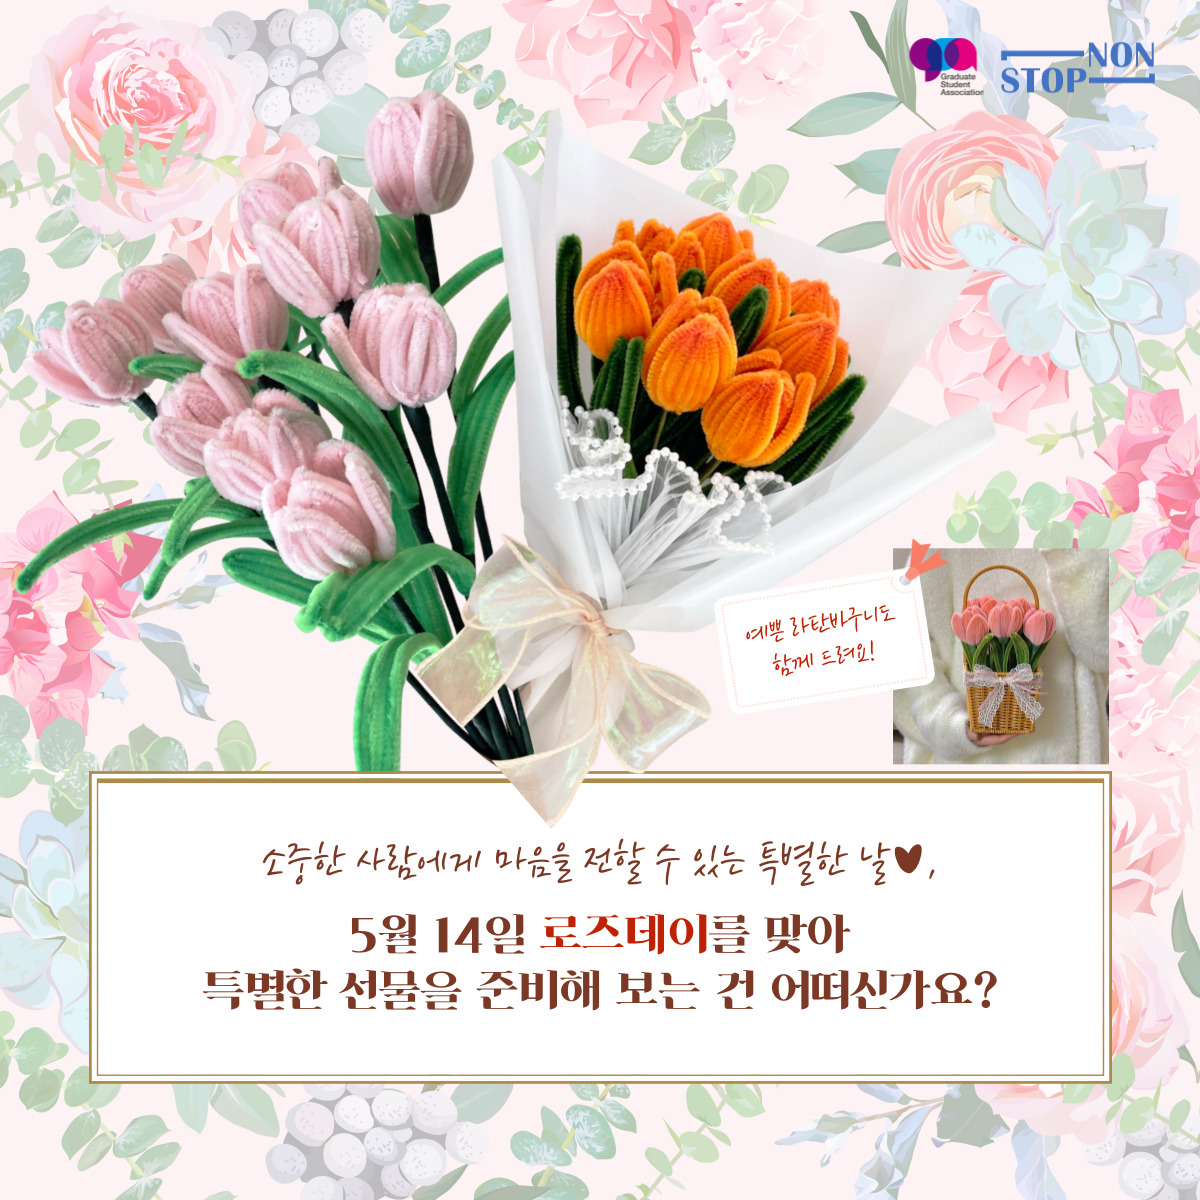 Graduate
Student
Association
NON
STOP
예쁜 라탄바구니도
함께 드려요!
소중한 사람에게 마음을 전할 수 있는 특별한 날♥,
5월 14일 로즈데이를 맞아
특별한 선물을 준비해 보는 건 어떠신가요?